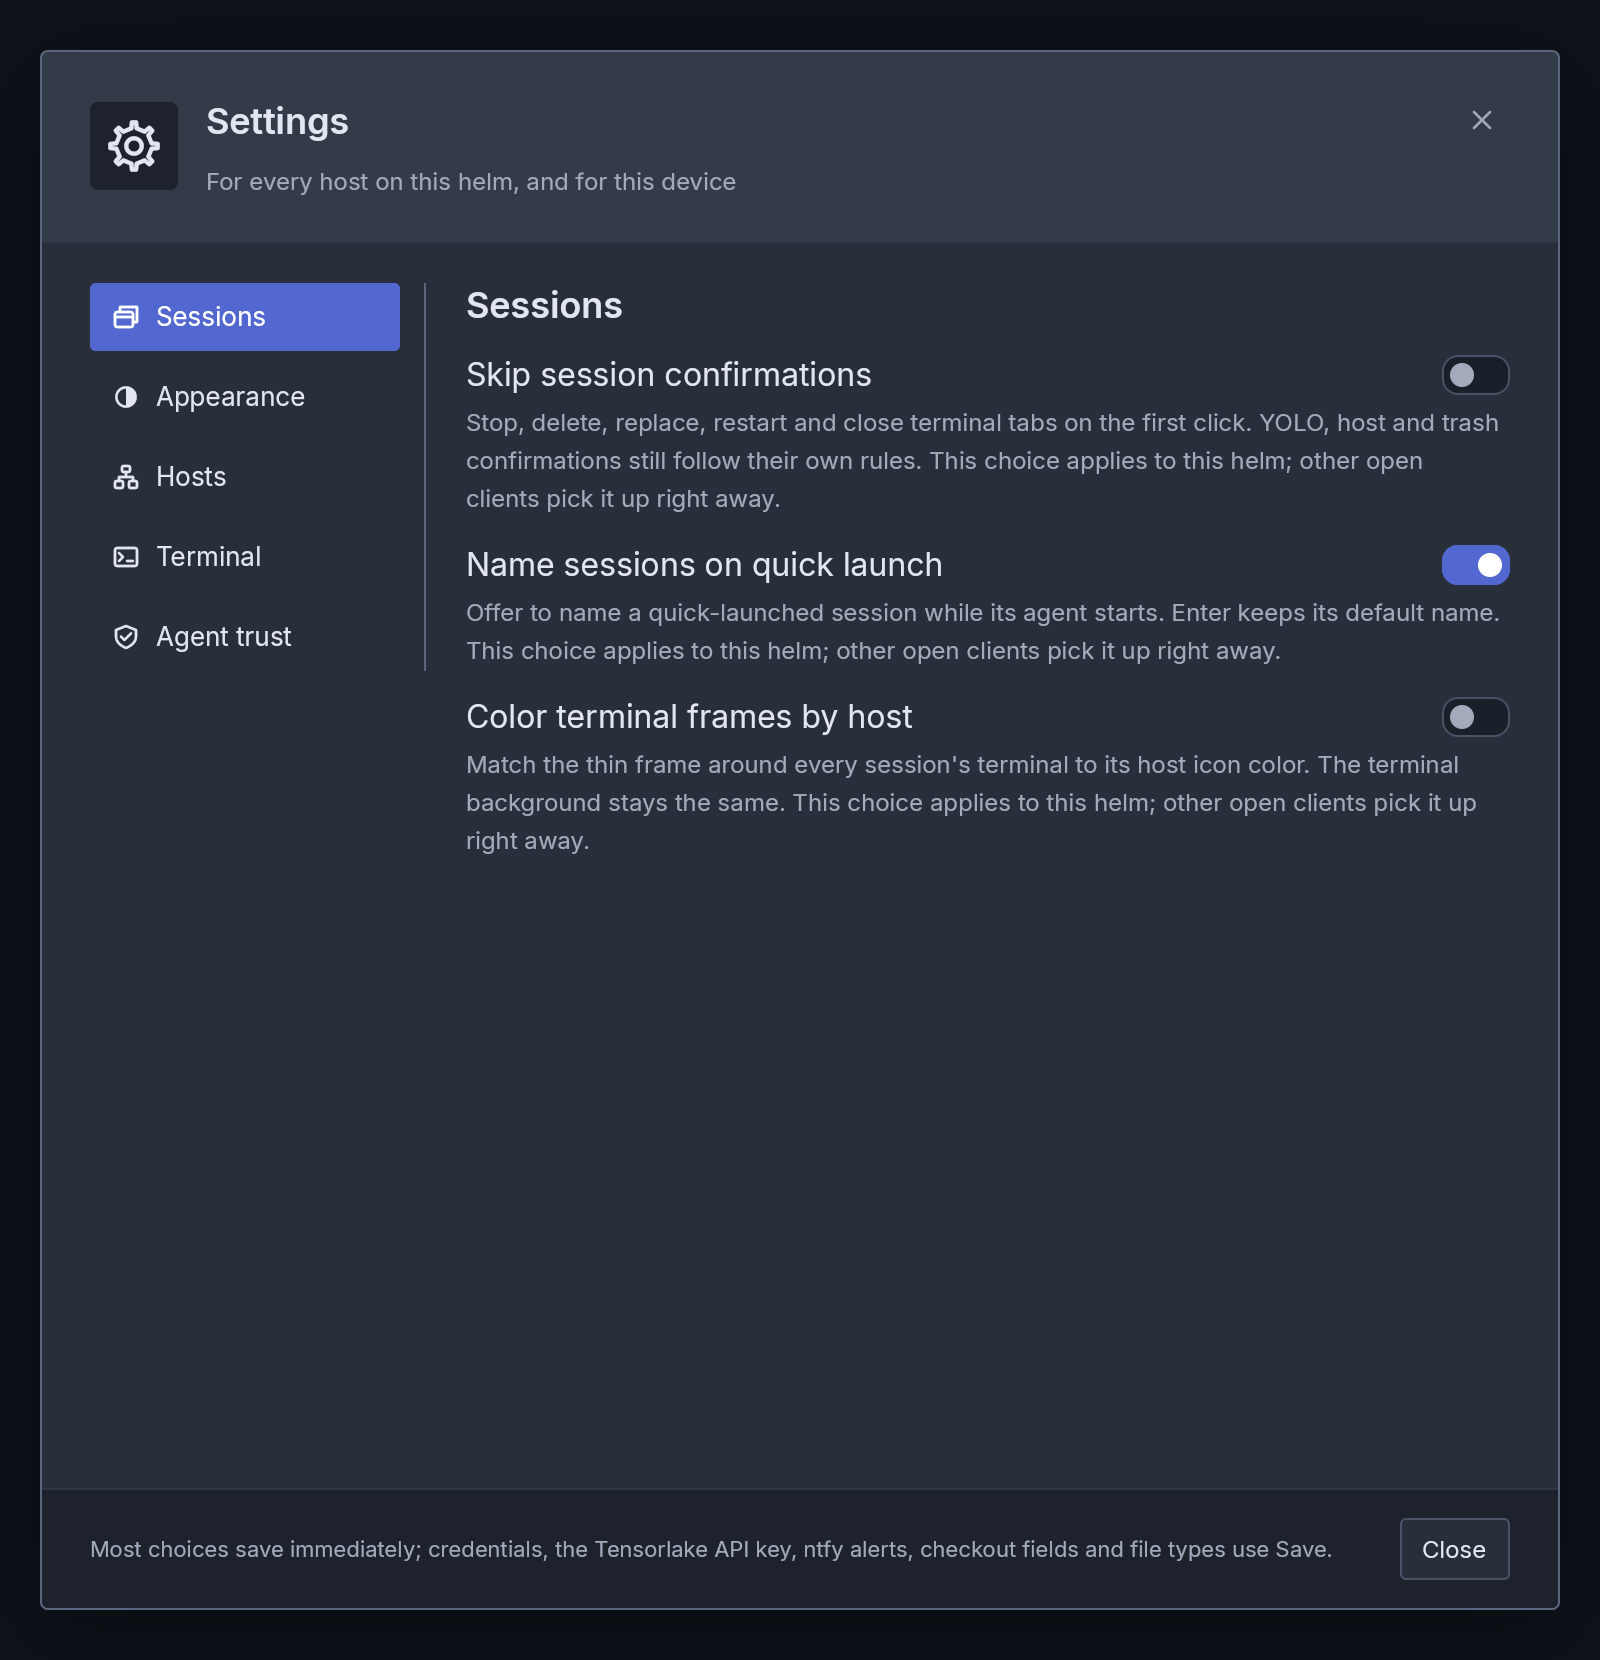 Settings
For every host on this helm, and for this device
Sessions
Appearance
Hosts
Terminal
Agent trust
Sessions
Skip session confirmations
Stop, delete, replace, restart and close terminal tabs on the first click. YOLO, host and trash
confirmations still follow their own rules. This choice applies to this helm; other open
clients pick it up right away.
Name sessions on quick launch
Offer to name a quick-launched session while its agent starts. Enter keeps its default name.
This choice applies to this helm; other open clients pick it up right away.
Color terminal frames by host
Match the thin frame around every session's terminal to its host icon color. The terminal
background stays the same. This choice applies to this helm; other open clients pick it up
right away.
Most choices save immediately; credentials, the Tensorlake API key, ntfy alerts, checkout fields and file types use Save.
Close